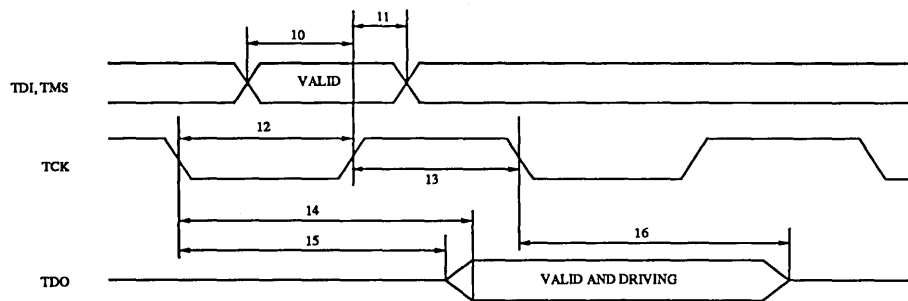 11
10
TDI, TMS
VALID
12
TCK
13
14
15
16
TDO
VALID AND DRIVING